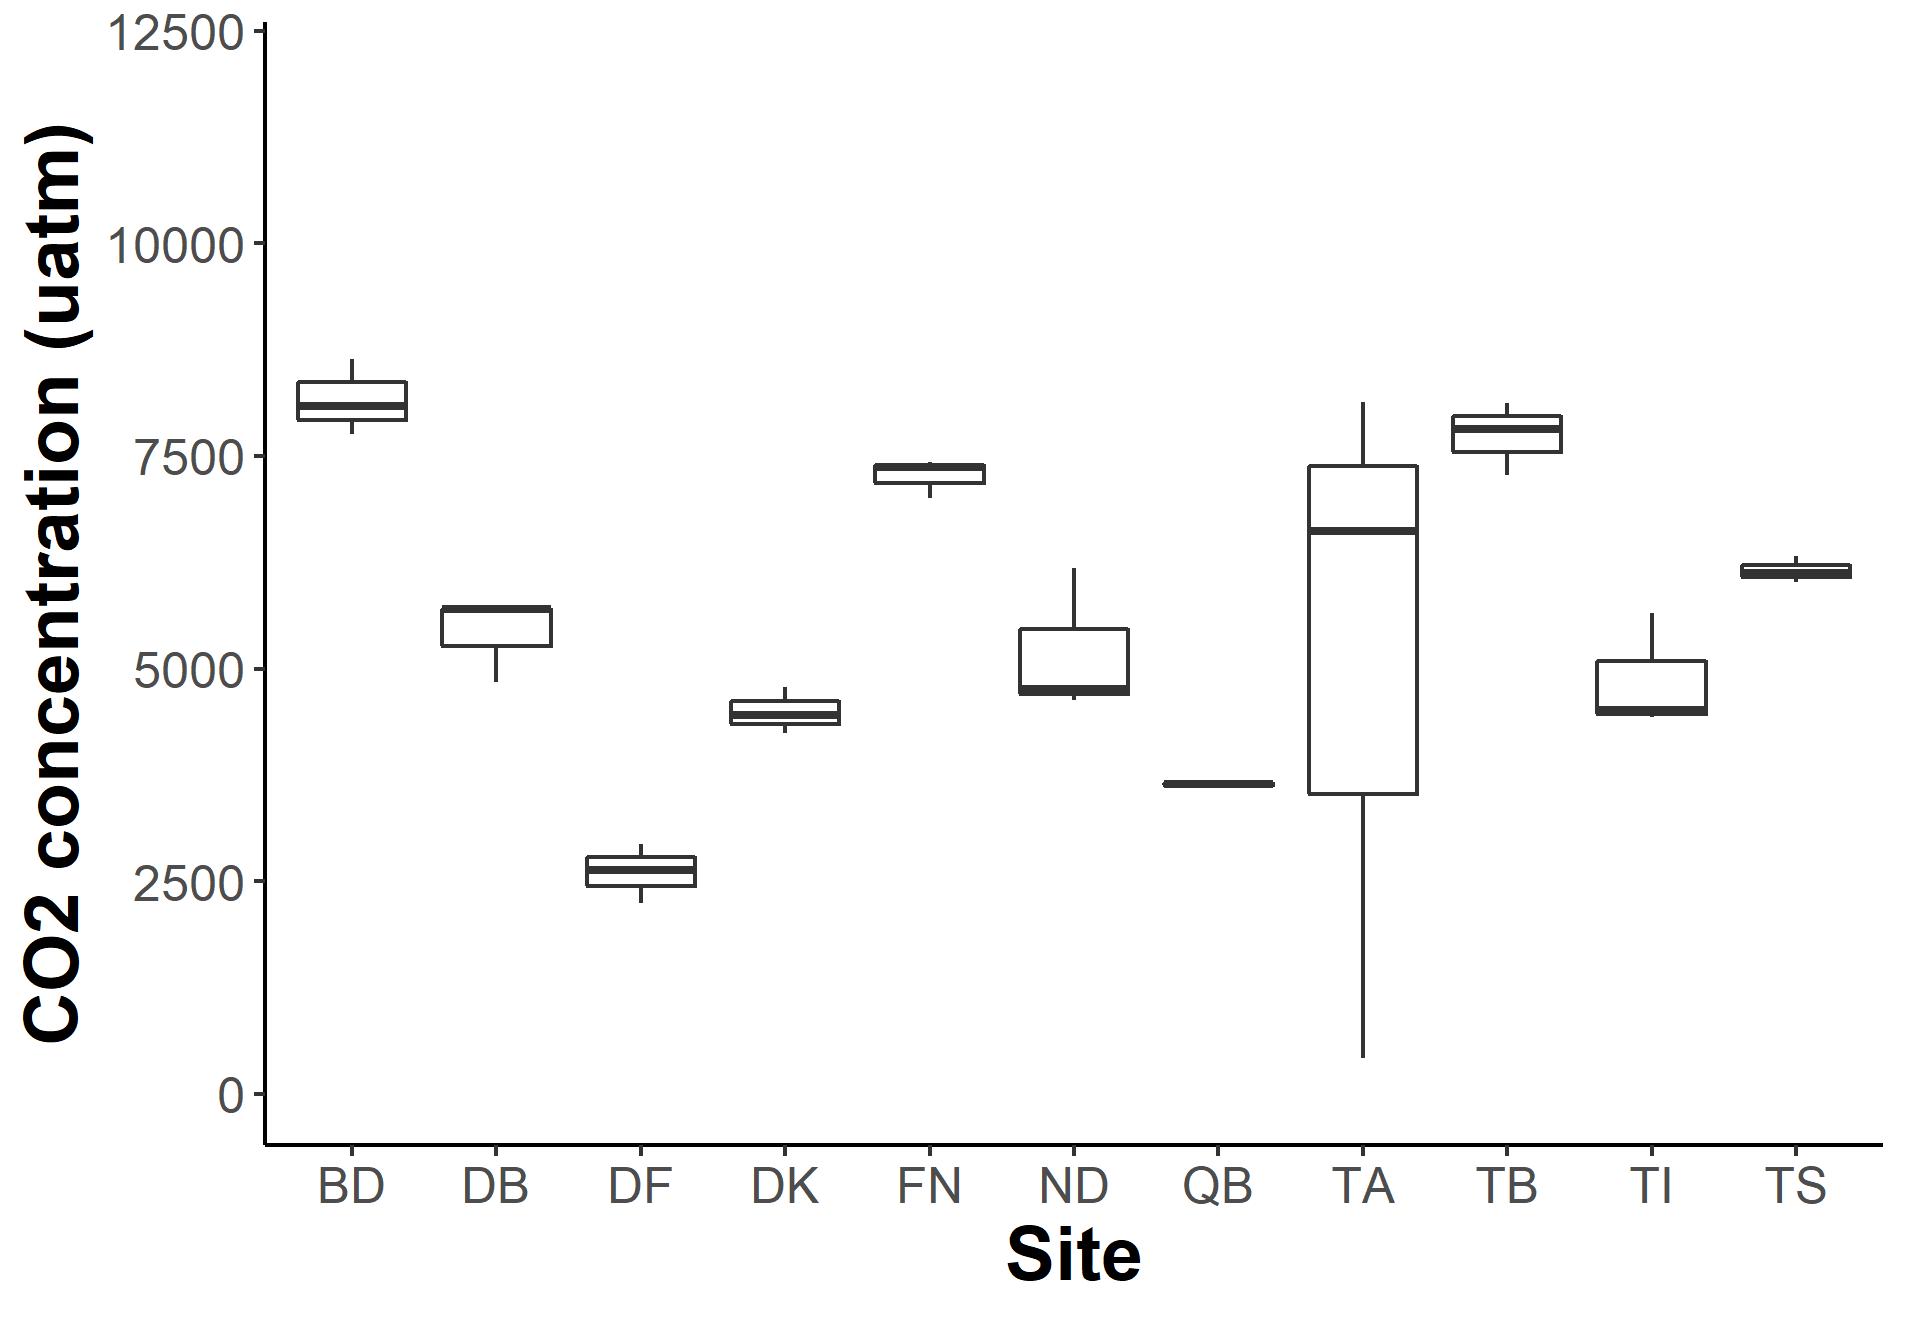 CO2 concentration (uatm)
12500
10000
7500
5000
2500
0
BD DB DF DK FN ND QB TA TB TI TS
Site